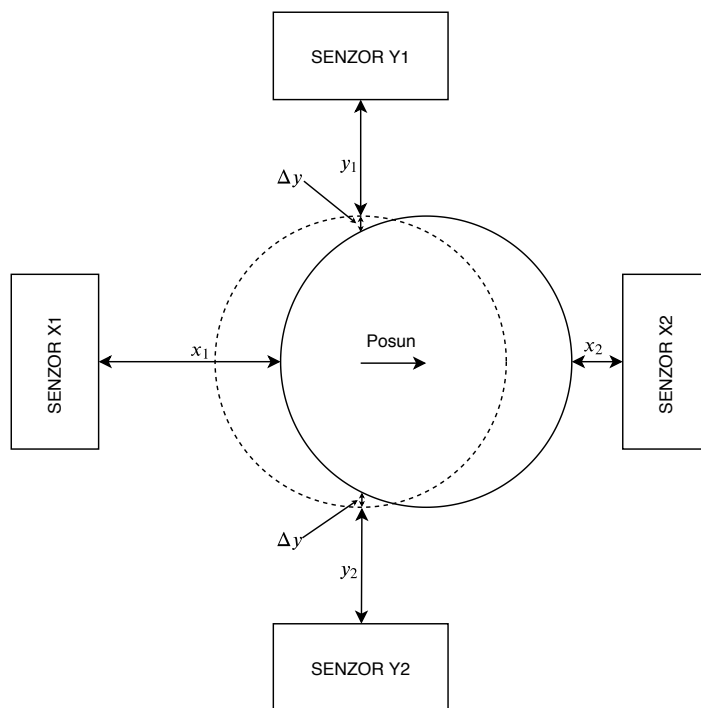 SENZOR Y1
y₁
Δy
SENZOR X1
x₁
Posun
x₂
SENZOR X2
Δy
y₂
SENZOR Y2